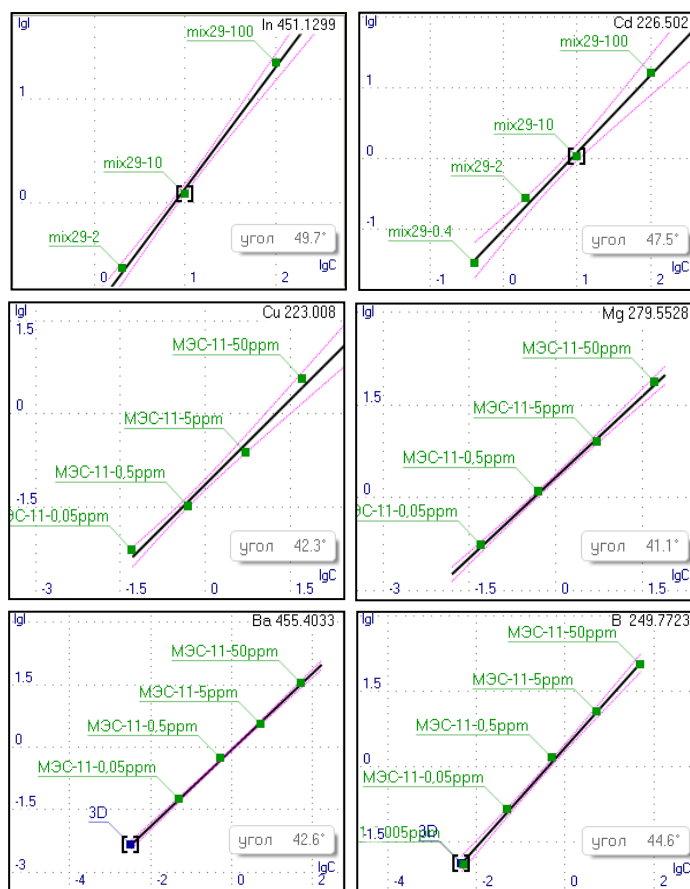 lgI
In 451.1299
mix29-100
1
mix29-10
0
mix29-2
угол 49.7°
0
1
2
lgC
lgI
Cd 226.502
mix29-100
1
mix29-10
0
mix29-2
-1
mix29-0.4
угол 47.5°
-1
0
1
2
lgC
lgI
Cu 223.008
1.5
МЭС-11-50ppm
0
МЭС-11-5ppm
МЭС-11-0,5ppm
-1.5
ЭС-11-0,05ppm
угол 42.3°
-1.5
0
1.5
lgC
lgI
Mg 279.5528
МЭС-11-50ppm
1.5
МЭС-11-5ppm
МЭС-11-0,5ppm
0
МЭС-11-0,05ppm
угол 41.1°
-3
-1.5
0
1.5
lgC
lgI
Ba 455.4033
МЭС-11-50ppm
1.5
МЭС-11-5ppm
0
МЭС-11-0,5ppm
МЭС-11-0,05ppm
-1.5
3D
угол 42.6°
-3
-4
-2
0
2
lgC
lgI
B 249.7723
МЭС-11-50ppm
1.5
МЭС-11-5ppm
МЭС-11-0,5ppm
0
МЭС-11-0,05ppm
-1.5
005ppm
3D
угол 44.6°
-4
-2
0
2
lgC